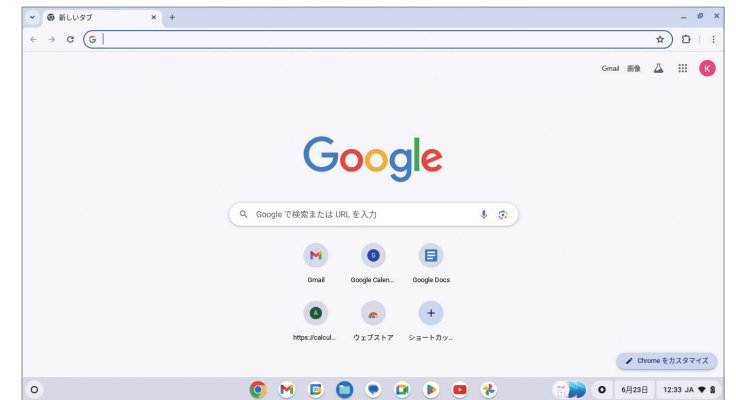 新しいタブ
Gmail 画像
K
Google
Google で検索または URL を入力
Gmail
Google Calen...
Google Docs
https://calcul...
ウェブストア
ショートカッ...
Chrome をカスタマイズ
6月23日
12:33 JA